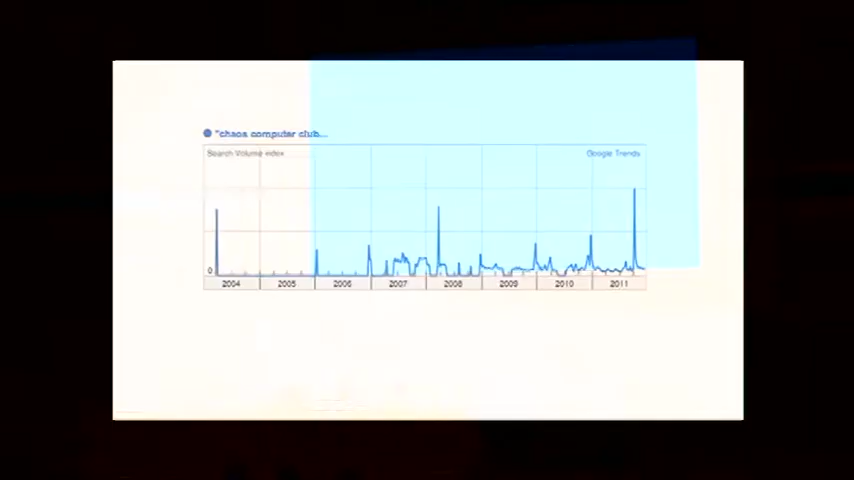 "chaos computer club...
Search Volume index Google Trends
0
2004 2005 2006 2007 2008 2009 2010 2011